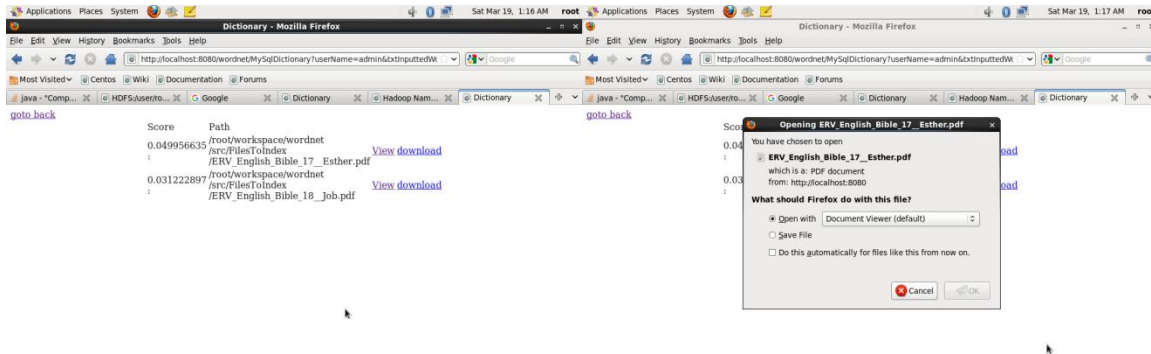 Applications Places System Sat Mar 19, 1:16 AM root
Dictionary - Mozilla Firefox
File Edit View History Bookmarks Tools Help
http://localhost:8080/wordnet/MySqlDictionary?userName=admin&txtInputtedW Google
Most Visited Centos Wiki Documentation Forums
java - "Comp... HDFS:/user/ro... Google Dictionary Hadoop Nam... Dictionary
goto back
Score Path
0.049956635 /root/workspace/wordnet
: /src/FilesToIndex View download
/ERV_English_Bible_17__Esther.pdf
0.031222897 /root/workspace/wordnet
: /src/FilesToIndex View download
/ERV_English_Bible_18__Job.pdf
Applications Places System Sat Mar 19, 1:17 AM
Dictionary - Mozilla Firefox
File Edit View History Bookmarks Tools Help
http://localhost:8080/wordnet/MySqlDictionary?userName=admin&txtInputtedW Google
Most Visited Centos Wiki Documentation Forums
java - "Comp... HDFS:/user/ro... Google Dictionary Hadoop Nam... Dictionary
goto back
Opening ERV_English_Bible_17__Esther.pdf
You have chosen to open
ERV_English_Bible_17__Esther.pdf
which is a: PDF document
from: http://localhost:8080
What should Firefox do with this file?
Open with Document Viewer (default)
Save File
Do this automatically for files like this from now on.
Cancel OK